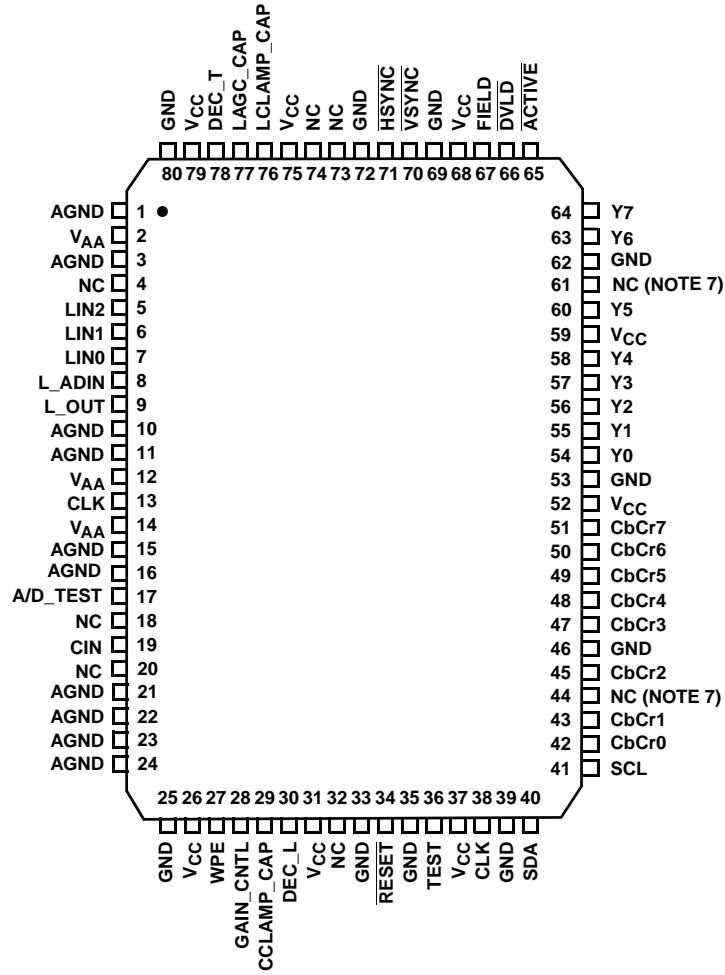 GND
VCC
DEC_T
LAGC_CAP
LCLAMP_CAP
VCC
NC
NC
GND
HSYNC
VSYNC
GND
VCC
FIELD
DVLD
ACTIVE
80 79 78 77 76 75 74 73 72 71 70 69 68 67 66 65
AGND 1
VAA 2
AGND 3
NC 4
LIN2 5
LIN1 6
LIN0 7
L_ADIN 8
L_OUT 9
AGND 10
AGND 11
VAA 12
CLK 13
VAA 14
AGND 15
AGND 16
A/D_TEST 17
NC 18
CIN 19
NC 20
AGND 21
AGND 22
AGND 23
AGND 24
64 Y7
63 Y6
62 GND
61 NC (NOTE 7)
60 Y5
59 VCC
58 Y4
57 Y3
56 Y2
55 Y1
54 Y0
53 GND
52 VCC
51 CbCr7
50 CbCr6
49 CbCr5
48 CbCr4
47 CbCr3
46 GND
45 CbCr2
44 NC (NOTE 7)
43 CbCr1
42 CbCr0
41 SCL
25 26 27 28 29 30 31 32 33 34 35 36 37 38 39 40
GND
VCC
WPE
GAIN_CNTL
CCLAMP_CAP
DEC_L
VCC
NC
GND
RESET
GND
TEST
VCC
CLK
GND
SDA